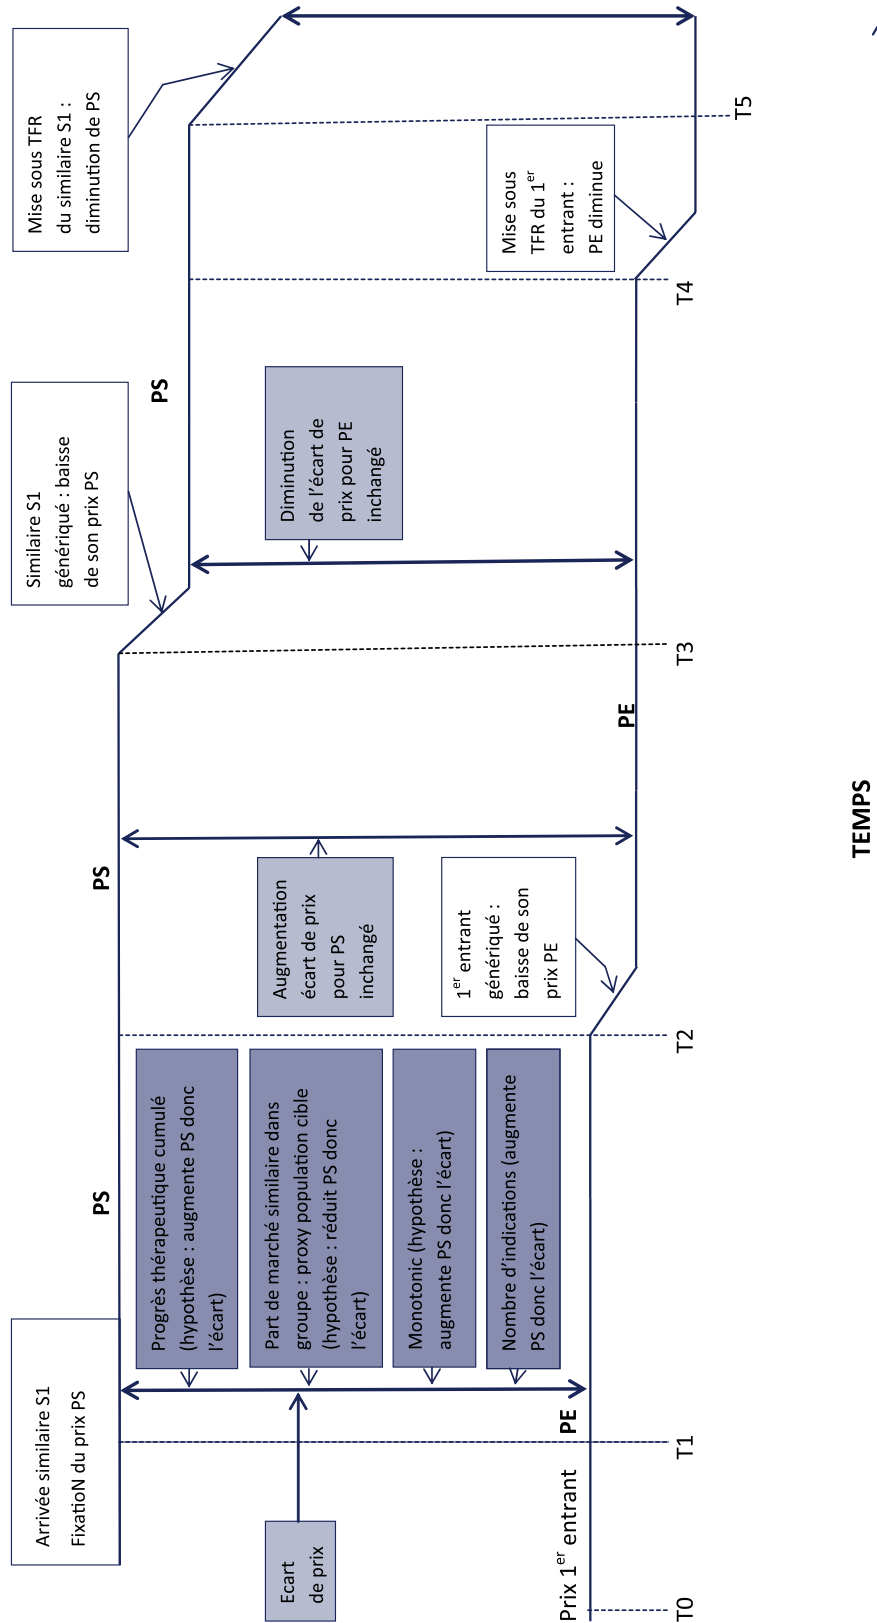 Arrivée similaire S1
FixatioN du prix PS
Similaire S1
génériqué : baisse
de son prix PS
Mise sous TFR
du similaire S1 :
diminution de PS
PS
PS
PS
Ecart
de prix
Progrès thérapeutique cumulé
(hypothèse : augmente PS donc
l’écart)
Part de marché similaire dans
groupe : proxy population cible
(hypothèse : réduit PS donc
l’écart)
Monotonic (hypothèse :
augmente PS donc l’écart)
Nombre d’indications (augmente
PS donc l’écart)
Augmentation
écart de prix
pour PS
inchangé
Diminution
de l’écart de
prix pour PE
inchangé
1er entrant
génériqué :
baisse de son
prix PE
Mise sous
TFR du 1er
entrant :
PE diminue
Prix 1er entrant
PE
PE
T0
T1
T2
T3
T4
T5
TEMPS